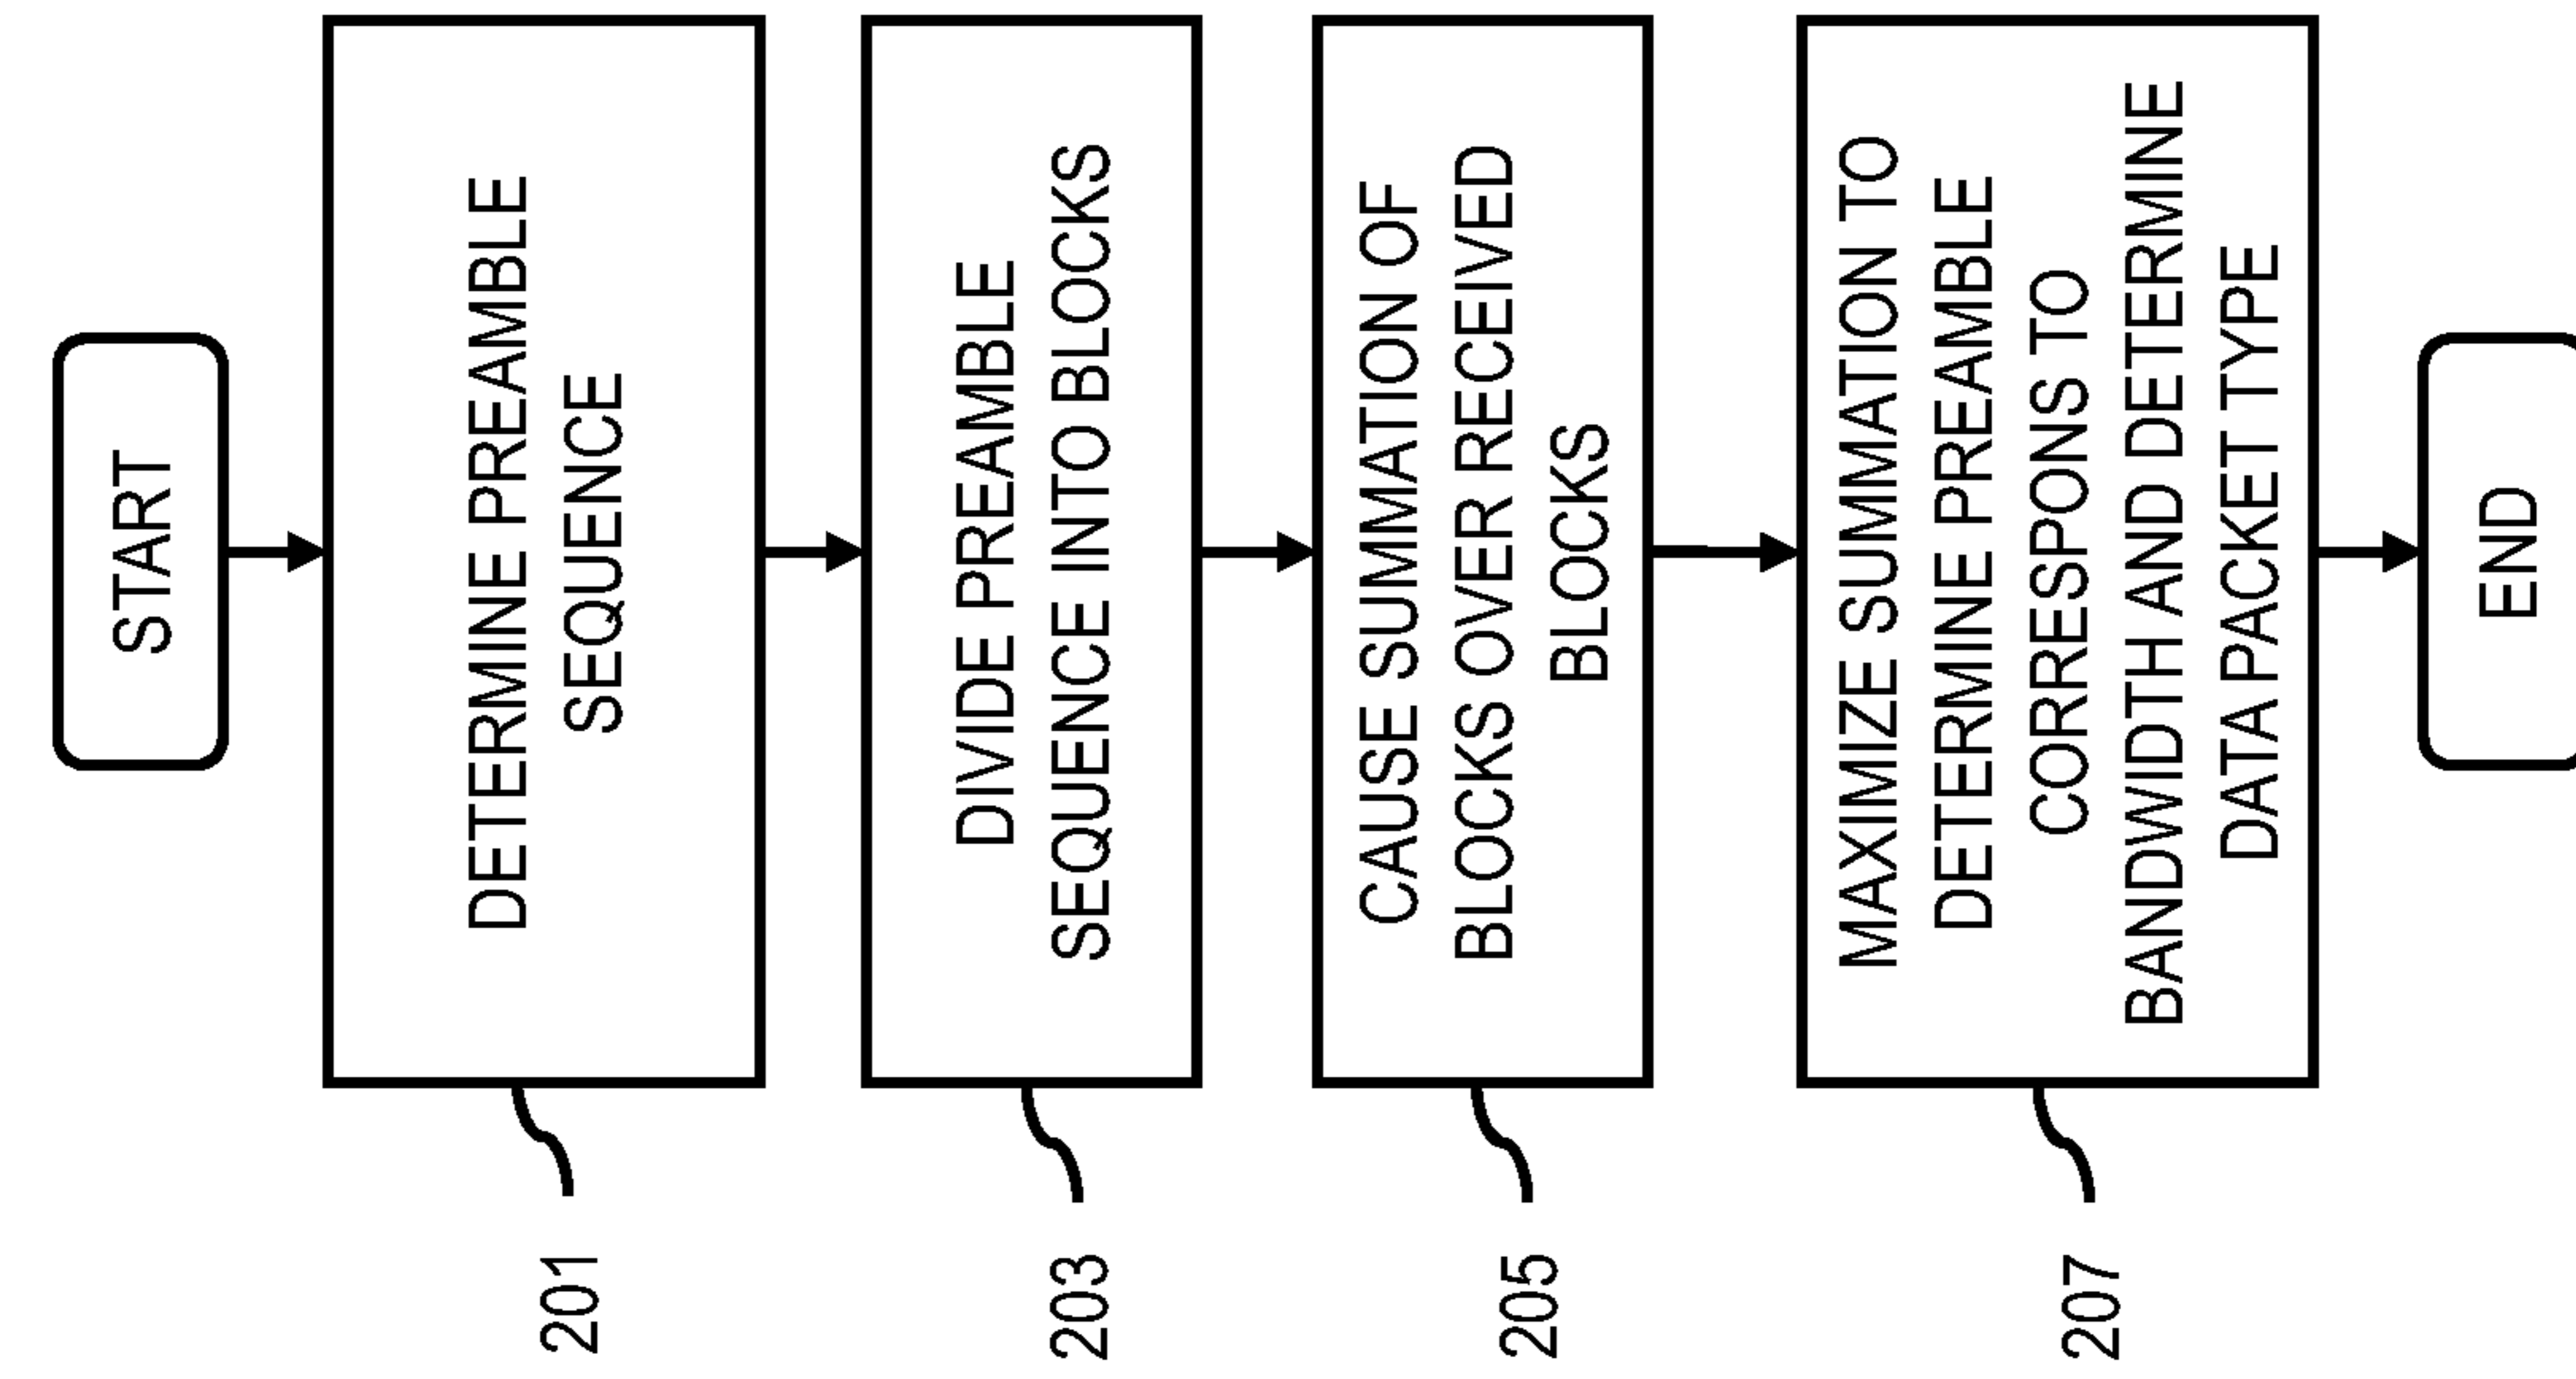 START
201
DETERMINE PREAMBLE
SEQUENCE
203
DIVIDE PREAMBLE
SEQUENCE INTO BLOCKS
205
CAUSE SUMMATION OF
BLOCKS OVER RECEIVED
BLOCKS
207
MAXIMIZE SUMMATION TO
DETERMINE PREAMBLE
CORRESPONS TO
BANDWIDTH AND DETERMINE
DATA PACKET TYPE
END